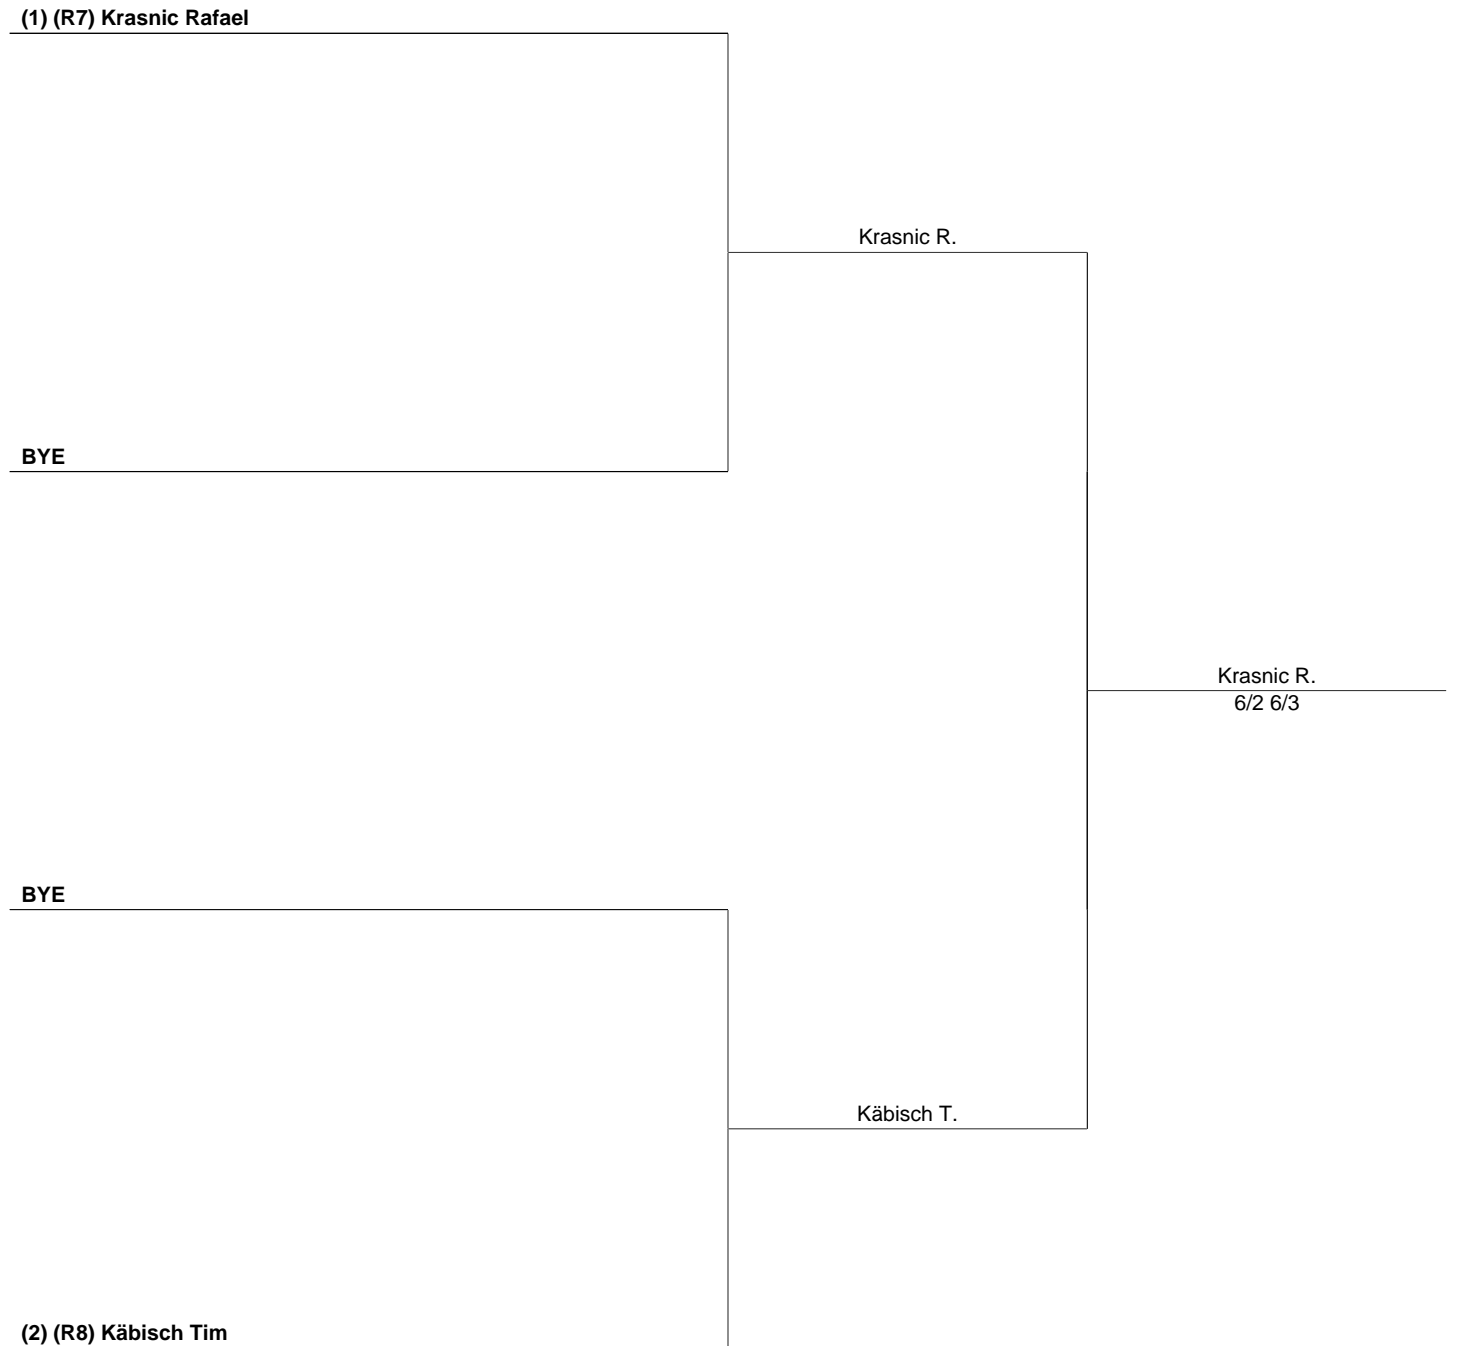 (1) (R7) Krasnic Rafael
Krasnic R.
BYE
Krasnic R.
6/2 6/3
BYE
Käbisch T.
(2) (R8) Käbisch Tim